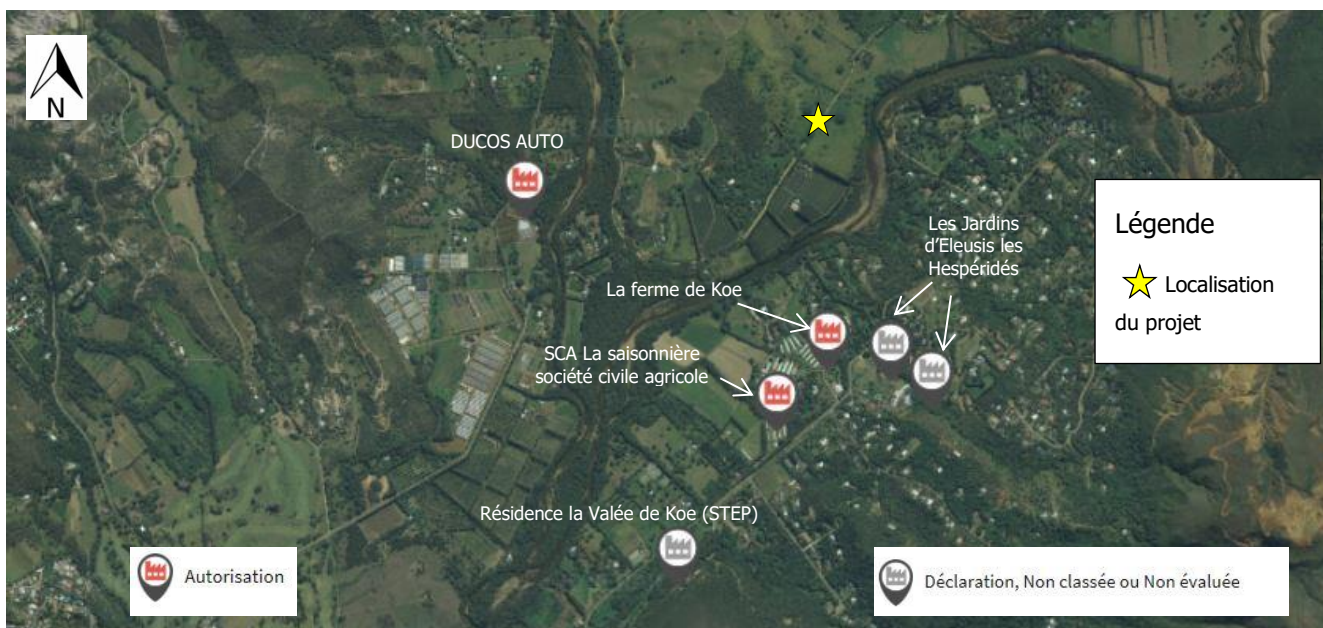 N
DUCOS AUTO
Les Jardins
d'Eleusis les
Hespéridés
La ferme de Koe
SCA La saisonnière
société civile agricole
Résidence la Valée de Koe (STEP)
Légende
Localisation
du projet
Autorisation
Déclaration, Non classée ou Non évaluée